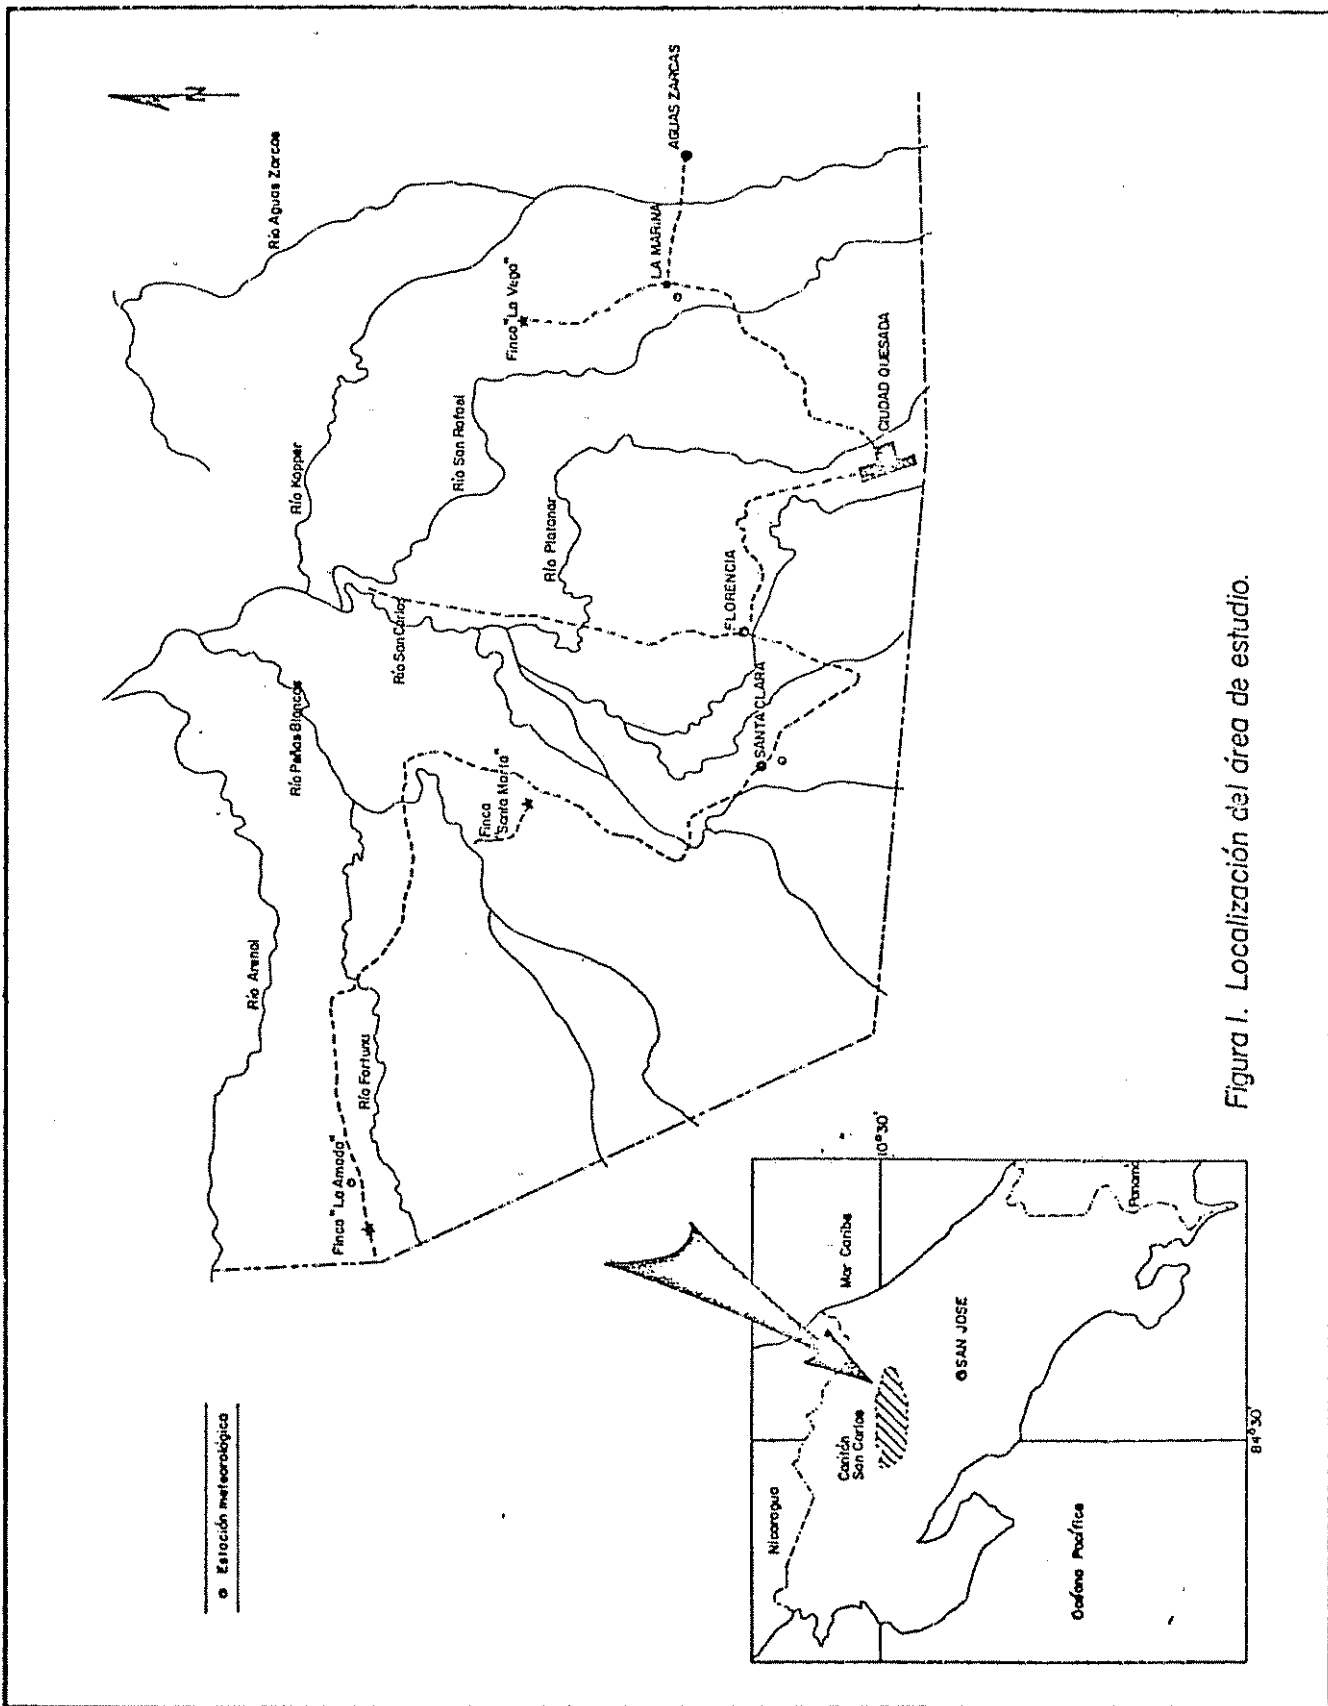 Estación meteorológica
N
Río Aguas Zarcas
Río Kopper
Río Arenal
Río Peñas Blancas
Río San Carlos
Río San Rafael
Finca "La Vega"
Finca "La Amada"
Río Fortuna
Finca
"Santa María"
Río Platanar
LA MARINA
AGUAS ZARCAS
FLORENCIA
SANTA CLARA
CIUDAD QUESADA
Nicaragua
Mar Caribe
10°30'
Cantón
San Carlos
SAN JOSE
Panamá
Océano Pacífico
84°30'
Figura 1. Localización del área de estudio.